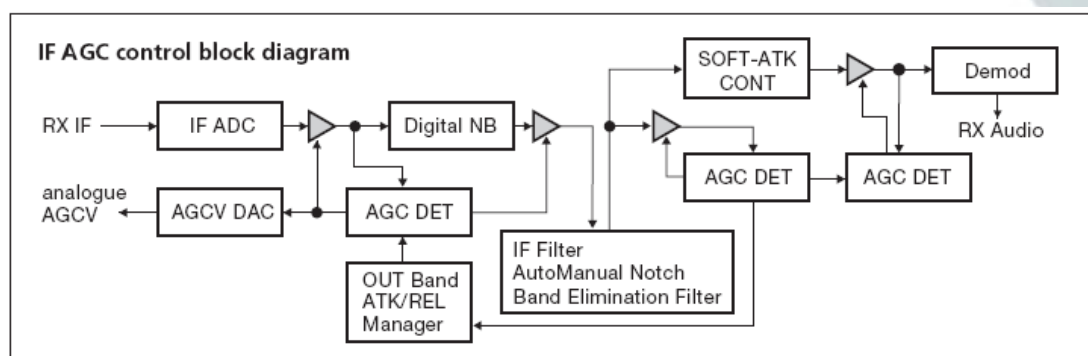 IF AGC control block diagram
SOFT-ATK
CONT
Demod
RX IF
IF ADC
Digital NB
RX Audio
analogue
AGCV
AGCV DAC
AGC DET
AGC DET
AGC DET
OUT Band
ATK/REL
Manager
IF Filter
AutoManual Notch
Band Elimination Filter